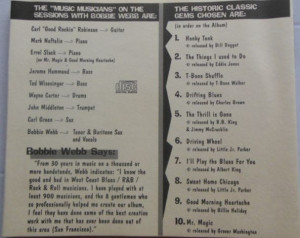 THE "MUSIC MUSICIANS" ON THE
SESSIONS WITH BOBBIE WEBB ARE:
Carl "Good Rockin" Robinson ---> Guitar
Mark Naftalin ---> Piano
Errol Slack ---> Piano
(on Mr. Magic & Good Morning Heartache)
Jerome Hammond ---> Bass
Ted Wissinger ---> Bass
Wayne Carter ---> Drums
John Middleton ---> Trumpet
Carl Green ---> Sax
Bobbie Webb ---> Tenor & Baritone Sax
and Vocals
Bobbie Webb Says:
"From 30 years in music on a thousand or
more bandstands, Webb indicates: "I know the
good and bad in West Coast Blues / R&B /
Rock & Roll musicians. I have played with at
least 900 musicians, and the 8 gentlemen who
so professionally helped me create our album,
I feel they have done some of the best creative
work with me that has ever been done out of
this area (San Francisco)."
THE HISTORIC CLASSIC
GEMS CHOSEN ARE:
(in order on the Album)
1. Honky Tonk
released by Bill Doggett
2. The Things I used to Do
released by Eddie Jones
3. T-Bone Shuffle
released by T-Bone Walker
4. Drifting Blues
released by Charles Brown
5. The Thrill is Gone
released by B.B. King
& Jimmy McCracklin
6. Driving Wheel
released by Little Jr. Parker
7. I'll Play the Blues For You
released by Albert King
8. Sweet Home Chicago
released by Little Jr. Parker
9. Good Morning Heartache
released by Billie Holiday
10. Mr. Magic
released by Grover Washington